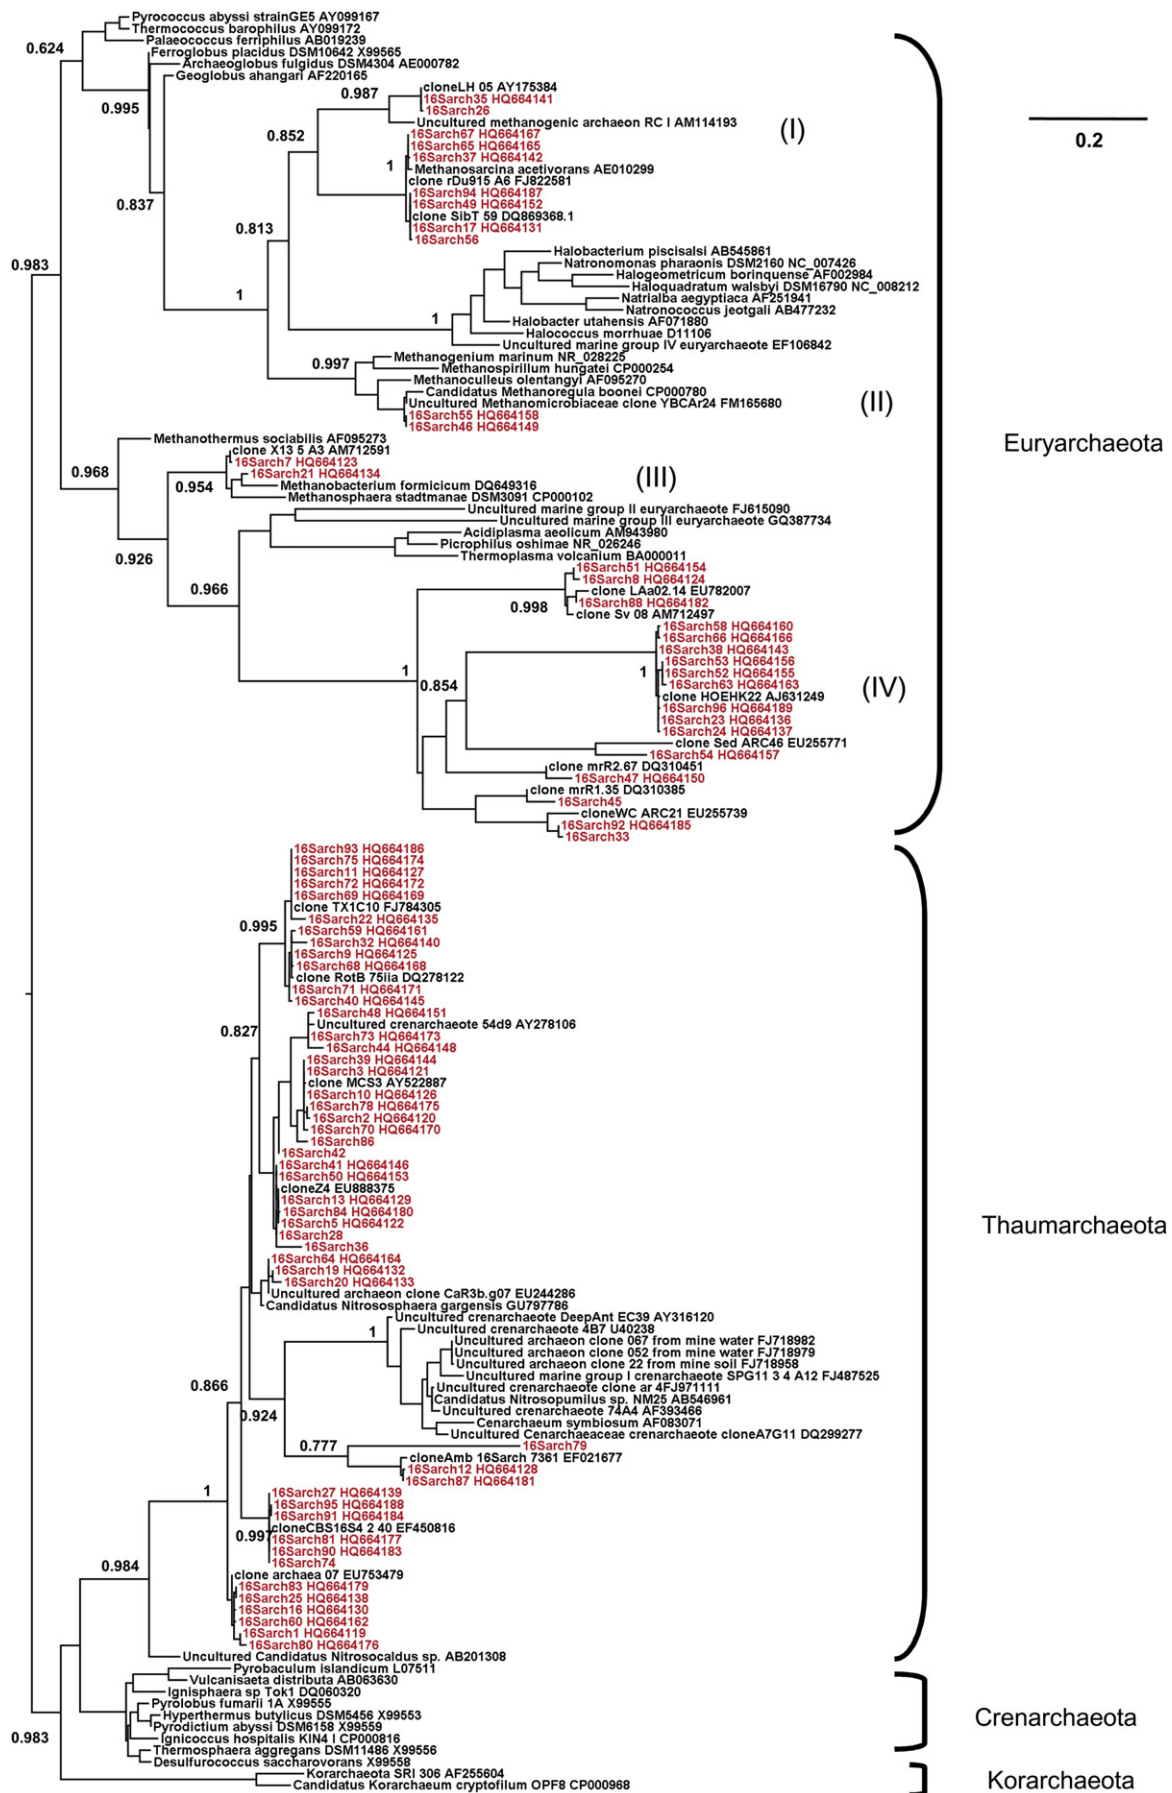 Pyrococcus abyssi strainGE5 AY099167
Thermococcus barophilus AY099172
0.624
Palaeococcus ferriphilus AB019239
Ferroglobus placidus DSM10642 X99565
Archaeoglobus fulgidus DSM4304 AE000782
Geoglobus ahangari AF220165
0.995
0.987
cloneLH 05 AY175384
16Sarch35 HQ664141
16Sarch26
Uncultured methanogenic archaeon RC I AM114193
(I)
0.2
0.852
16Sarch67 HQ664167
16Sarch65 HQ664165
16Sarch37 HQ664142
1
Methanosarcina acetivorans AE010299
clone rDu915 A6 FJ822581
16Sarch94 HQ664187
0.837
16Sarch49 HQ664152
clone SibT 59 DQ869368.1
0.813
16Sarch17 HQ664131
16Sarch56
Halobacterium piscisalsi AB545861
0.983
Natronomonas pharaonis DSM2160 NC_007426
Halogeometricum borinquense AF002984
Haloquadratum walsbyi DSM16790 NC_008212
1
Natrialba aegyptiaca AF251941
Natronococcus jeotgali AB477232
1
Halobacter utahensis AF071880
Halococcus morrhuae D11106
Uncultured marine group IV euryarchaeote EF106842
0.997
Methanogenium marinum NR_028225
Methanospirillum hungatei CP000254
Methanoculleus olentangyi AF095270
Candidatus Methanoregula boonei CP000780
Uncultured Methanomicrobiaceae clone YBCAr24 FM165680
(II)
16Sarch55 HQ664158
16Sarch46 HQ664149
Methanothermus sociabilis AF095273
Euryarchaeota
clone X13 5 A3 AM712591
16Sarch7 HQ664123
0.968
16Sarch21 HQ664134
(III)
0.954
Methanobacterium formicicum DQ649316
Methanosphaera stadtmanae DSM3091 CP000102
Uncultured marine group II euryarchaeote FJ615090
Uncultured marine group III euryarchaeote GQ387734
Acidiplasma aeolicum AM943980
Picrophilus oshimae NR_026246
0.926
Thermoplasma volcanium BA000011
16Sarch51 HQ664154
16Sarch8 HQ664124
0.966
clone LAa02.14 EU782007
16Sarch88 HQ664182
0.998
clone Sv 08 AM712497
16Sarch58 HQ664160
16Sarch66 HQ664166
16Sarch38 HQ664143
16Sarch53 HQ664156
1
1
16Sarch52 HQ664155
0.854
16Sarch63 HQ664163
(IV)
clone HOEHK22 AJ631249
16Sarch96 HQ664189
16Sarch23 HQ664136
16Sarch24 HQ664137
clone Sed ARC46 EU255771
16Sarch54 HQ664157
clone mrR2.67 DQ310451
16Sarch47 HQ664150
clone mrR1.35 DQ310385
16Sarch45
cloneWC ARC21 EU255739
16Sarch92 HQ664185
16Sarch33
16Sarch93 HQ664186
16Sarch75 HQ664174
16Sarch11 HQ664127
16Sarch72 HQ664172
16Sarch69 HQ664169
clone TX1C10 FJ784305
0.995
16Sarch22 HQ664135
16Sarch59 HQ664161
16Sarch32 HQ664140
16Sarch9 HQ664125
16Sarch68 HQ664168
clone RotB 75iia DQ278122
16Sarch71 HQ664171
16Sarch40 HQ664145
16Sarch48 HQ664151
0.827
Uncultured crenarchaeote 54d9 AY278106
16Sarch73 HQ664173
16Sarch44 HQ664148
16Sarch39 HQ664144
16Sarch3 HQ664121
clone MCS3 AY522887
16Sarch10 HQ664126
16Sarch78 HQ664175
16Sarch2 HQ664120
16Sarch70 HQ664170
16Sarch86
16Sarch42
16Sarch41 HQ664146
16Sarch50 HQ664153
cloneZ4 EU888375
16Sarch13 HQ664129
16Sarch84 HQ664180
16Sarch5 HQ664122
Thaumarchaeota
16Sarch28
16Sarch36
16Sarch64 HQ664164
16Sarch19 HQ664132
16Sarch20 HQ664133
Uncultured archaeon clone CaR3b.g07 EU244286
Candidatus Nitrososphaera gargensis GU797786
Uncultured crenarchaeote DeepAnt EC39 AY316120
1
Uncultured crenarchaeote 4B7 U40238
Uncultured archaeon clone 067 from mine water FJ718982
Uncultured archaeon clone 052 from mine water FJ718979
Uncultured archaeon clone 22 from mine soil FJ718958
Uncultured marine group I crenarchaeote SPG11 3 4 A12 FJ487525
0.866
Uncultured crenarchaeote clone ar 4FJ971111
Candidatus Nitrosopumilus sp. NM25 AB546961
0.924
Uncultured crenarchaeote 74A4 AF393466
Cenarchaeum symbiosum AF083071
Uncultured Cenarchaeaceae crenarchaeote cloneA7G11 DQ299277
0.777
16Sarch79
cloneAmb 16Sarch 7361 EF021677
16Sarch12 HQ664128
16Sarch87 HQ664181
1
16Sarch27 HQ664139
16Sarch95 HQ664188
16Sarch91 HQ664184
cloneCBS16S4 2 40 EF450816
0.997
16Sarch81 HQ664177
16Sarch90 HQ664183
16Sarch74
0.984
clone archaea 07 EU753479
16Sarch83 HQ664179
16Sarch25 HQ664138
16Sarch16 HQ664130
16Sarch60 HQ664162
16Sarch1 HQ664119
16Sarch80 HQ664176
Uncultured Candidatus Nitrosocaldus sp. AB201308
Pyrobaculum islandicum L07511
Vulcanisaeta distributa AB063630
Ignisphaera sp Tok1 DQ060320
Pyrolobus fumarii 1A X99555
Hyperthermus butylicus DSM5456 X99553
Crenarchaeota
Pyrodictium abyssi DSM6158 X99559
0.983
Ignicoccus hospitalis KIN4 I CP000816
Thermosphaera aggregans DSM11486 X99556
Desulfurococcus saccharovorans X99558
Korarchaeota SRI 306 AF255604
Korarchaeota
Candidatus Korarchaeum cryptofilum OPF8 CP000968